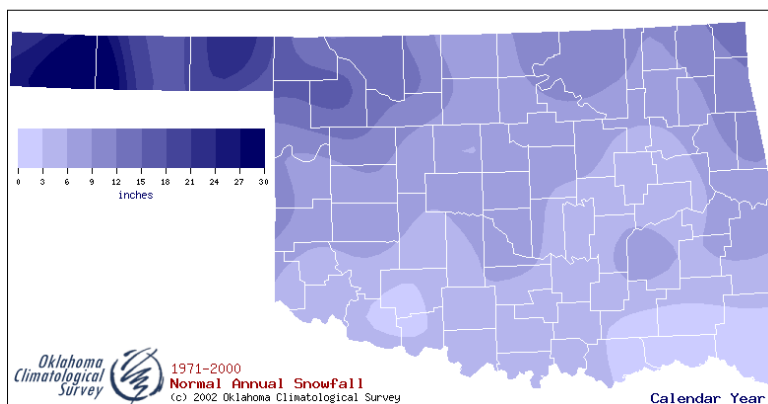 0 3 6 9 12 15 18 21 24 27 30
inches
Oklahoma
Climatological
Survey
1971-2000
Normal Annual Snowfall
(c) 2002 Oklahoma Climatological Survey
Calendar Year